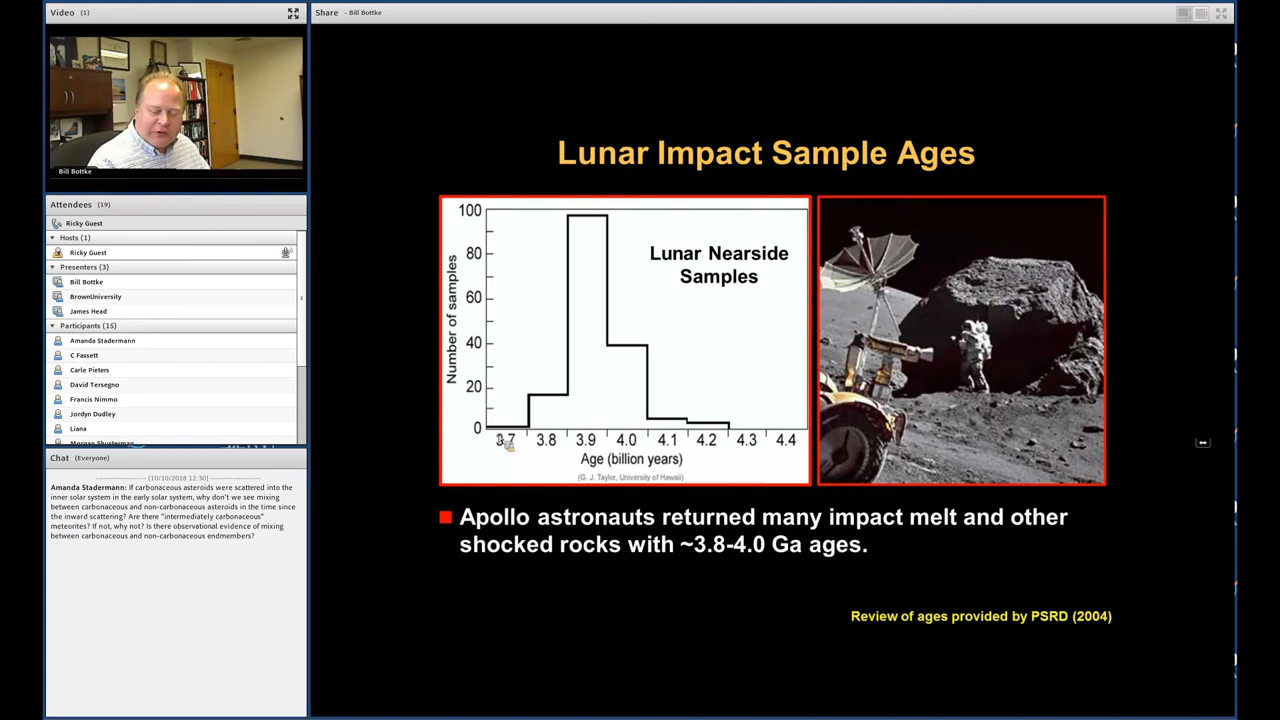 Video (1)
Bill Bottke
Attendees (19)
Ricky Guest
Hosts (1)
Ricky Guest
Presenters (3)
Bill Bottke
BrownUniversity
James Head
Participants (15)
Amanda Stadermann
C Fassett
Carle Pieters
David Tersegno
Francis Nimmo
Jordyn Dudley
Liana
Morgan Shusterman
Chat (Everyone)
(10/10/2018 12:30)
Amanda Stadermann: If carbonaceous asteroids were scattered into the
inner solar system in the early solar system, why don't we see mixing
between carbonaceous and non-carbonaceous asteroids in the time since
the inward scattering? Are there "intermediately carbonaceous"
meteorites? If not, why not? Is there observational evidence of mixing
between carbonaceous and non-carbonaceous endmembers?
Share - Bill Bottke
Lunar Impact Sample Ages
100
80
60
40
20
0
Number of samples
Lunar Nearside
Samples
3.7 3.8 3.9 4.0 4.1 4.2 4.3 4.4
Age (billion years)
(G. J. Taylor, University of Hawaii)
Apollo astronauts returned many impact melt and other
shocked rocks with ~3.8-4.0 Ga ages.
Review of ages provided by PSRD (2004)